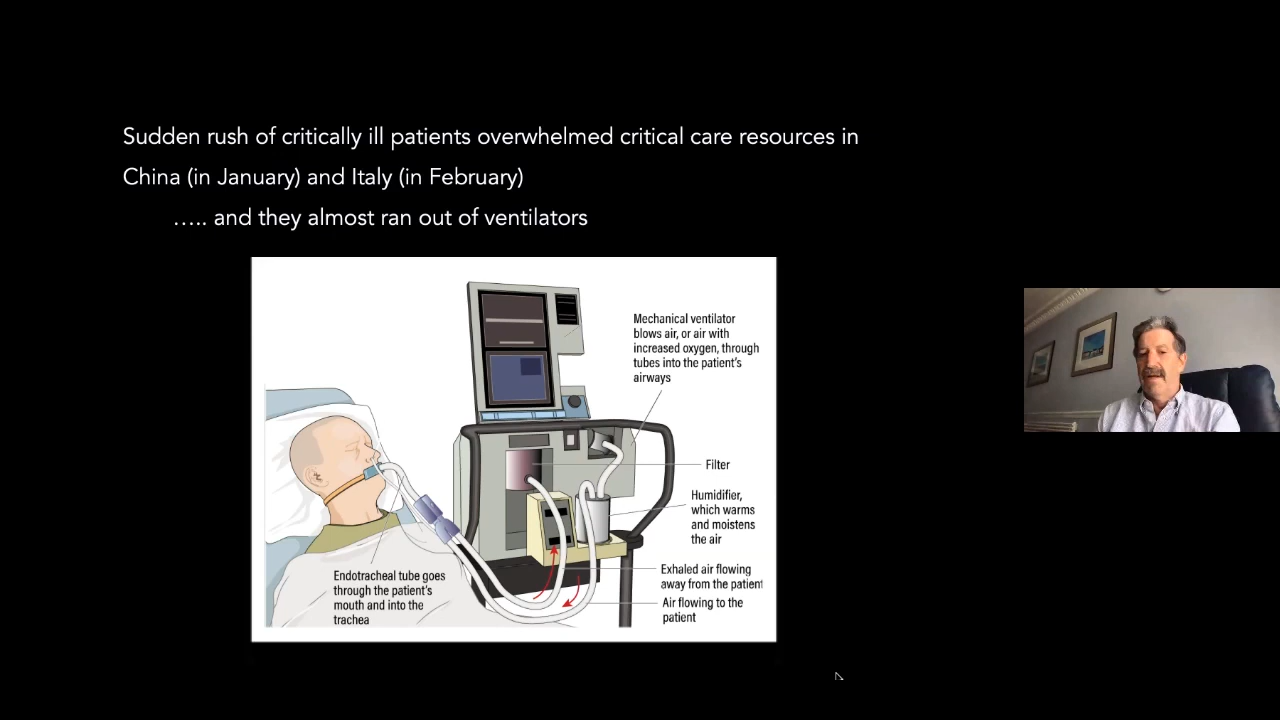 Sudden rush of critically ill patients overwhelmed critical care resources in
China (in January) and Italy (in February)
….. and they almost ran out of ventilators
Mechanical ventilator
blows air, or air with
increased oxygen, through
tubes into the patient's
airways
Filter
Humidifier,
which warms
and moistens
the air
Exhaled air flowing
away from the patient
Air flowing to the
patient
Endotracheal tube goes
through the patient's
mouth and into the
trachea